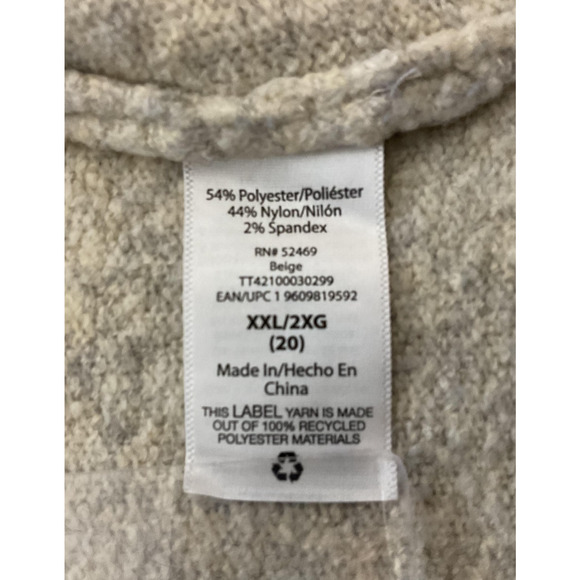 54% Polyester/Poliéster
44% Nylon/Nilón
2% Spandex
RN# 52469
Beige
TT42100030299
EAN/UPC 1 9609819592
XXL/2XG
(20)
Made In/Hecho En
China
THIS LABEL YARN IS MADE
OUT OF 100% RECYCLED
POLYESTER MATERIALS